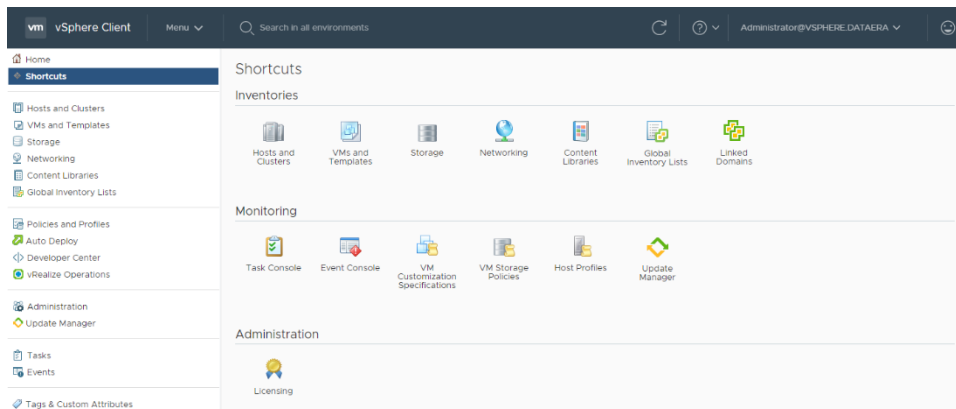 vm vSphere Client Menu Search in all environments Administrator@VSPHERE.DATAERA
Home
Shortcuts
Hosts and Clusters
VMs and Templates
Storage
Networking
Content Libraries
Global Inventory Lists
Policies and Profiles
Auto Deploy
Developer Center
vRealize Operations
Administration
Update Manager
Tasks
Events
Tags & Custom Attributes
Shortcuts
Inventories
Hosts and
Clusters
VMs and
Templates
Storage
Networking
Content
Libraries
Global
Inventory Lists
Linked
Domains
Monitoring
Task Console
Event Console
VM
Customization
Specifications
VM Storage
Policies
Host Profiles
Update
Manager
Administration
Licensing